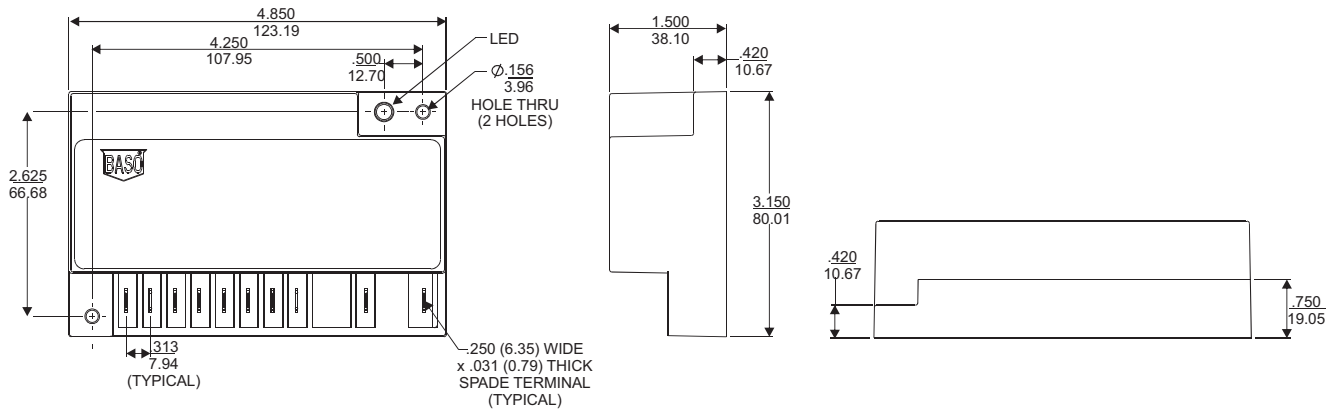 4.850
123.19
4.250
107.95
.500
12.70
LED
Ø.156
3.96
HOLE THRU
(2 HOLES)
2.625
66.68
BASO
.313
7.94
(TYPICAL)
.250 (6.35) WIDE
x .031 (0.79) THICK
SPADE TERMINAL
(TYPICAL)
1.500
38.10
.420
10.67
3.150
80.01
.420
10.67
.750
19.05